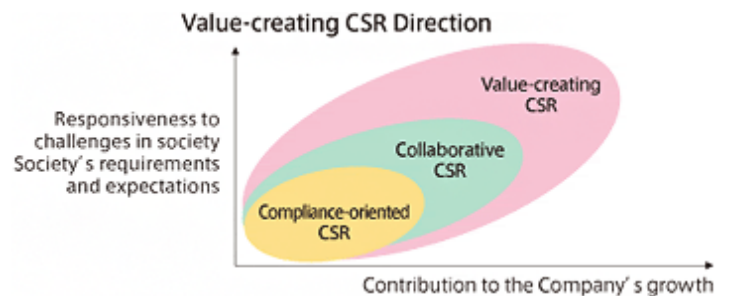 Value-creating CSR Direction
Value-creating
CSR
Responsiveness to
challenges in society
Society´s requirements
and expectations
Collaborative
CSR
Compliance-oriented
CSR
Contribution to the Company´s growth